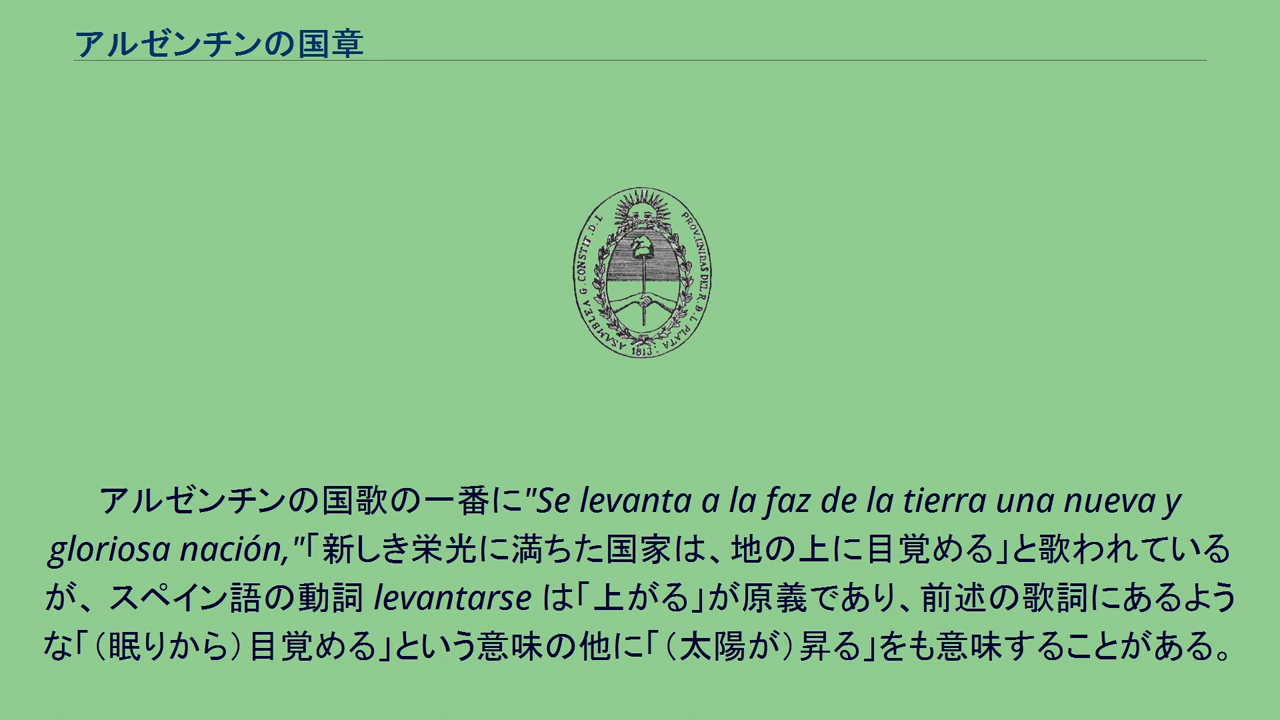 アルゼンチンの国章
ASAMBLEA G. CONSTIT. D. L PROV. UNIDAS DEL R. D. L. PLATA
1813
アルゼンチンの国歌の一番に"Se levanta a la faz de la tierra una nueva y
gloriosa nación,"「新しき栄光に満ちた国家は、地の上に目覚める」と歌われている
が、スペイン語の動詞 levantarse は「上がる」が原義であり、前述の歌詞にあるよう
な「（眠りから）目覚める」という意味の他に「（太陽が）昇る」をも意味することがある。